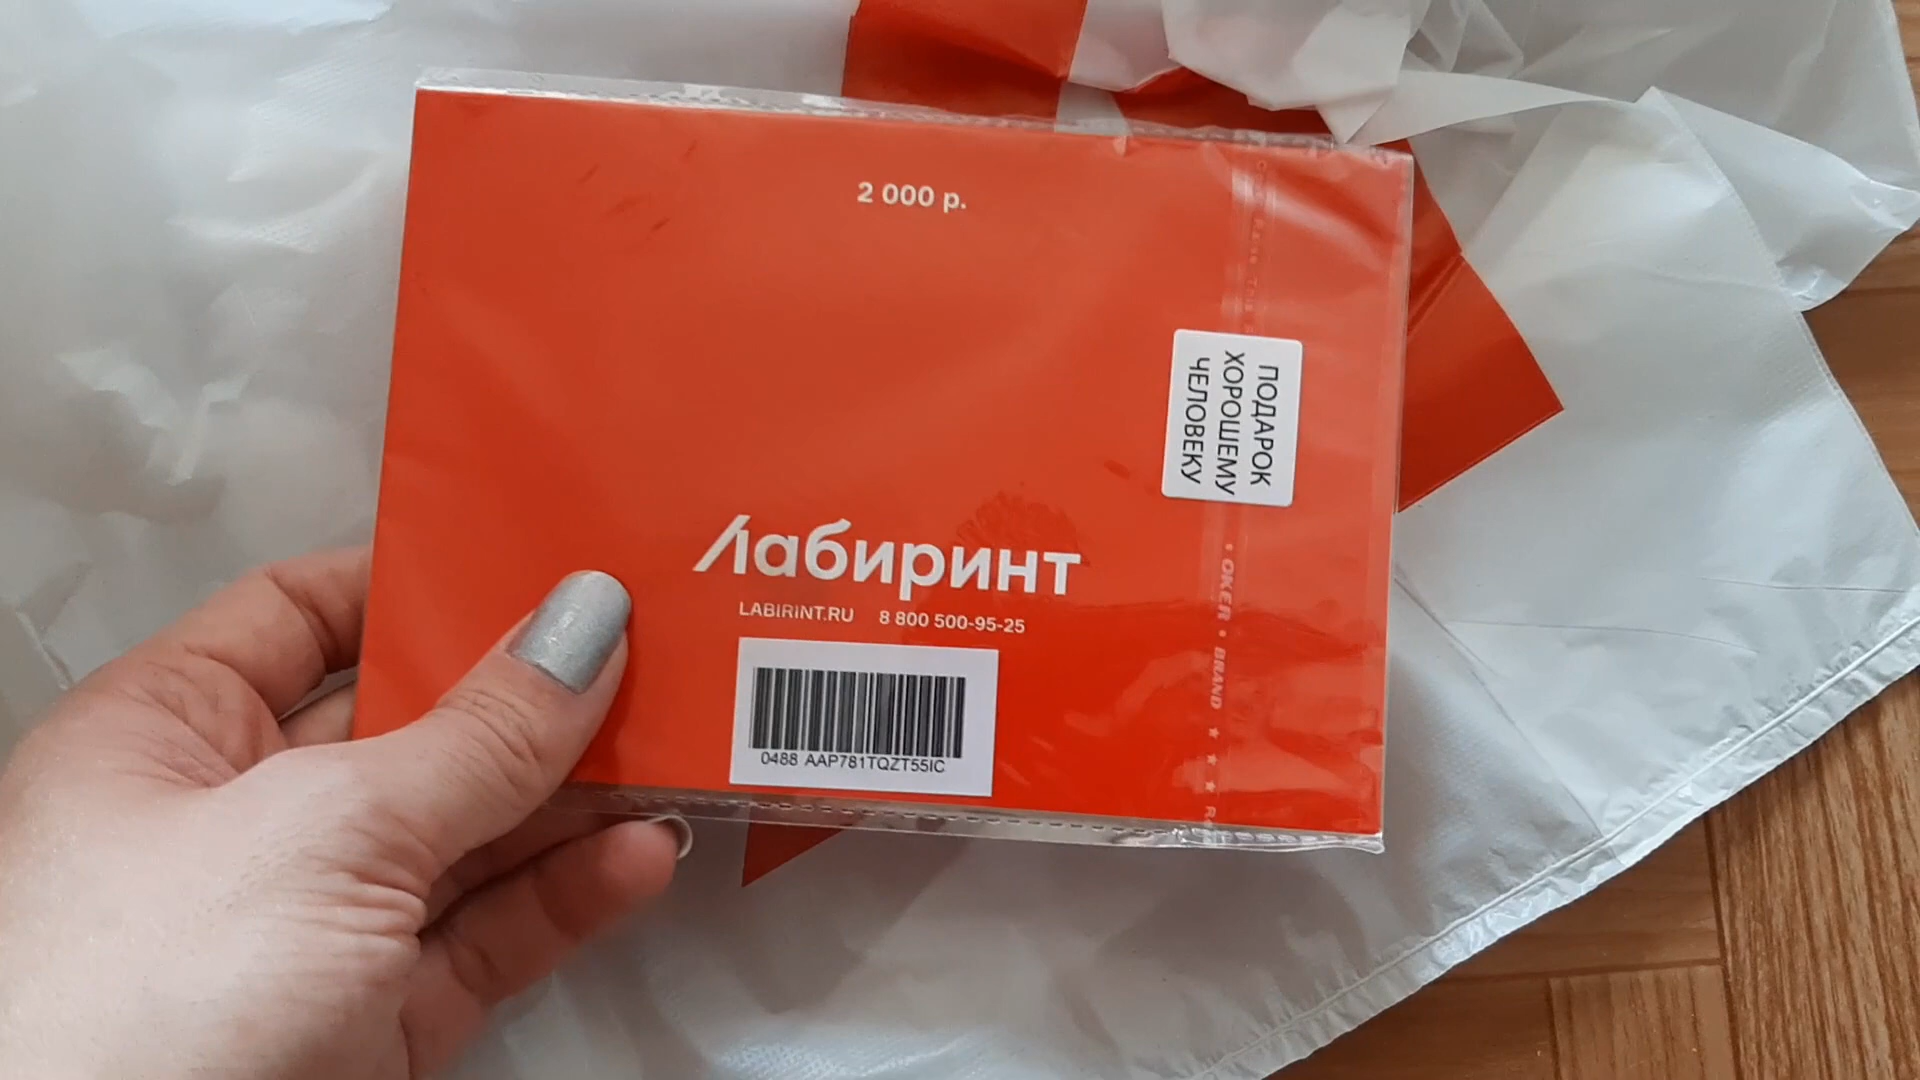 2 000 р.
ПОДАРОК
ХОРОШЕМУ
ЧЕЛОВЕКУ
Лабиринт
LABIRINT.RU 8 800 500-95-25
• OKER • BRAND ★ ★ ★
0488 AAP781TQZT55IC